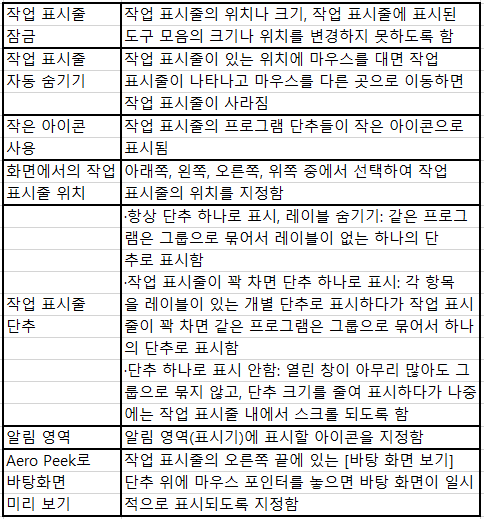 작업 표시줄
잠금
작업 표시줄의 위치나 크기, 작업 표시줄에 표시된
도구 모음의 크기나 위치를 변경하지 못하도록 함
작업 표시줄
자동 숨기기
작업 표시줄이 있는 위치에 마우스를 대면 작업
표시줄이 나타나고 마우스를 다른 곳으로 이동하면
작업 표시줄이 사라짐
작은 아이콘
사용
작업 표시줄의 프로그램 단추들이 작은 아이콘으로
표시됨
화면에서의 작업
표시줄 위치
아래쪽, 왼쪽, 오른쪽, 위쪽 중에서 선택하여 작업
표시줄의 위치를 지정함
작업 표시줄
단추
·항상 단추 하나로 표시, 레이블 숨기기: 같은 프로그
램은 그룹으로 묶어서 레이블이 없는 하나의 단
추로 표시함
·작업 표시줄이 꽉 차면 단추 하나로 표시: 각 항목
을 레이블이 있는 개별 단추로 표시하다가 작업 표시
줄이 꽉 차면 같은 프로그램은 그룹으로 묶어서 하나
의 단추로 표시함
·단추 하나로 표시 안함: 열린 창이 아무리 많아도 그
룹으로 묶지 않고, 단추 크기를 줄여 표시하다가 나중
에는 작업 표시줄 내에서 스크롤 되도록 함
알림 영역
알림 영역(표시기)에 표시할 아이콘을 지정함
Aero Peek로
바탕화면
미리 보기
작업 표시줄의 오른쪽 끝에 있는 [바탕 화면 보기]
단추 위에 마우스 포인터를 놓으면 바탕 화면이 일시
적으로 표시되도록 지정함